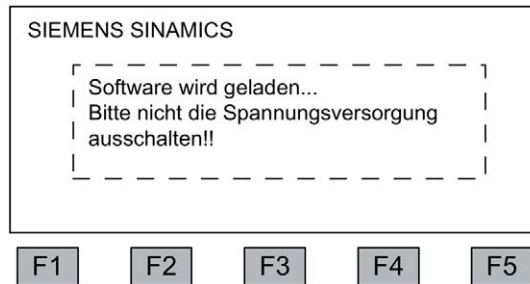 SIEMENS SINAMICS
Software wird geladen...
Bitte nicht die Spannungsversorgung
ausschalten!!
F1 F2 F3 F4 F5